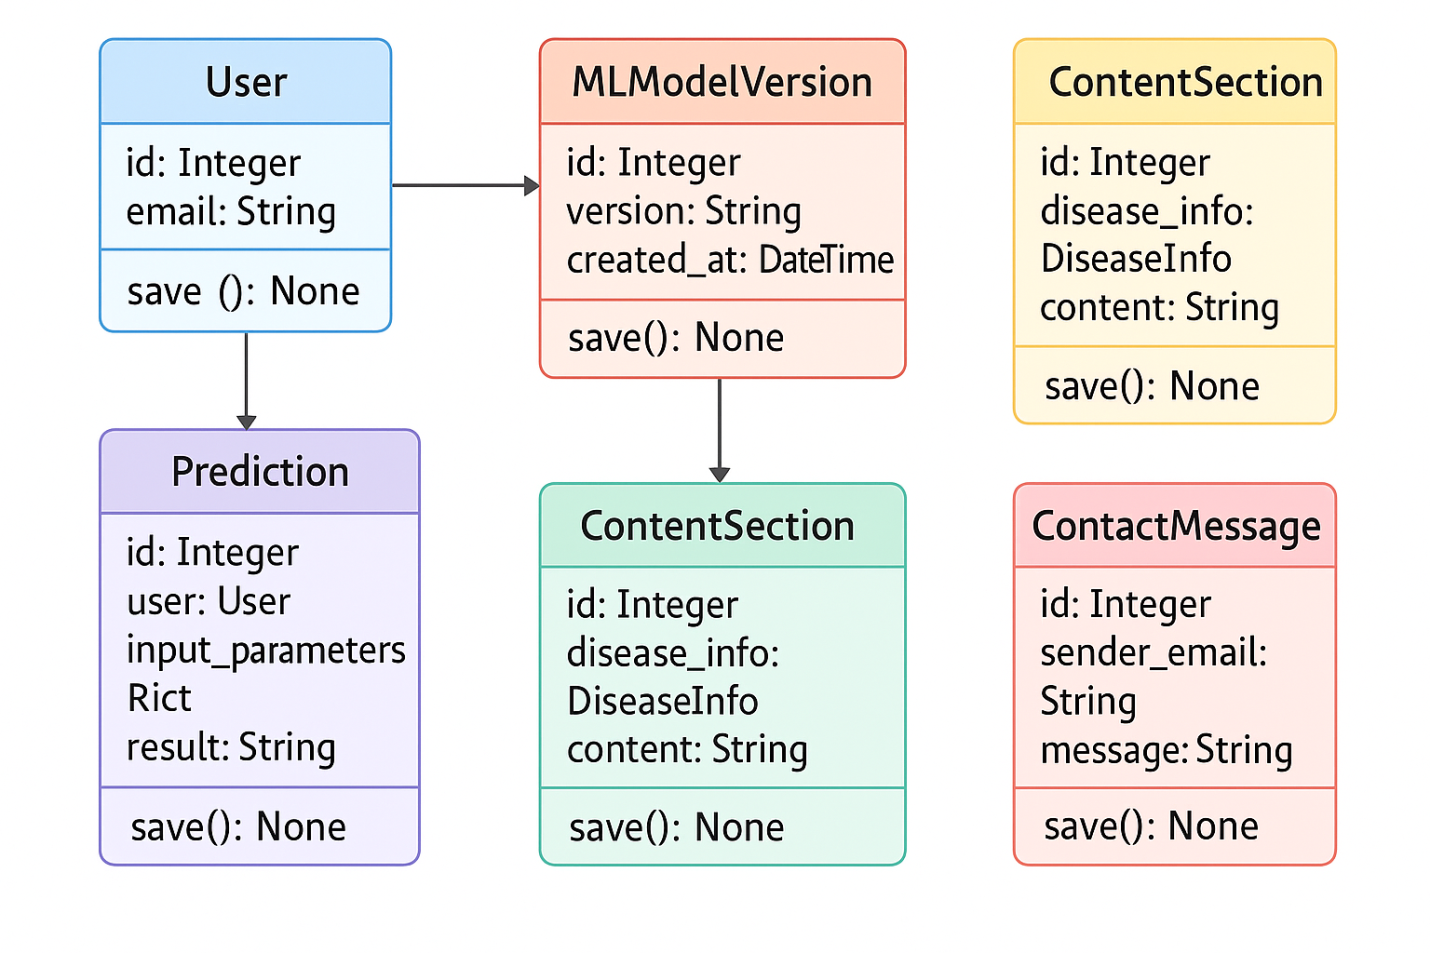 User
id: Integer
email: String
save (): None
MLModelVersion
id: Integer
version: String
created_at: DateTime
save(): None
ContentSection
id: Integer
disease_info:
DiseaseInfo
content: String
save(): None
Prediction
id: Integer
user: User
input_parameters
Rict
result: String
save(): None
ContentSection
id: Integer
disease_info:
DiseaseInfo
content: String
save(): None
ContactMessage
id: Integer
sender_email:
String
message: String
save(): None